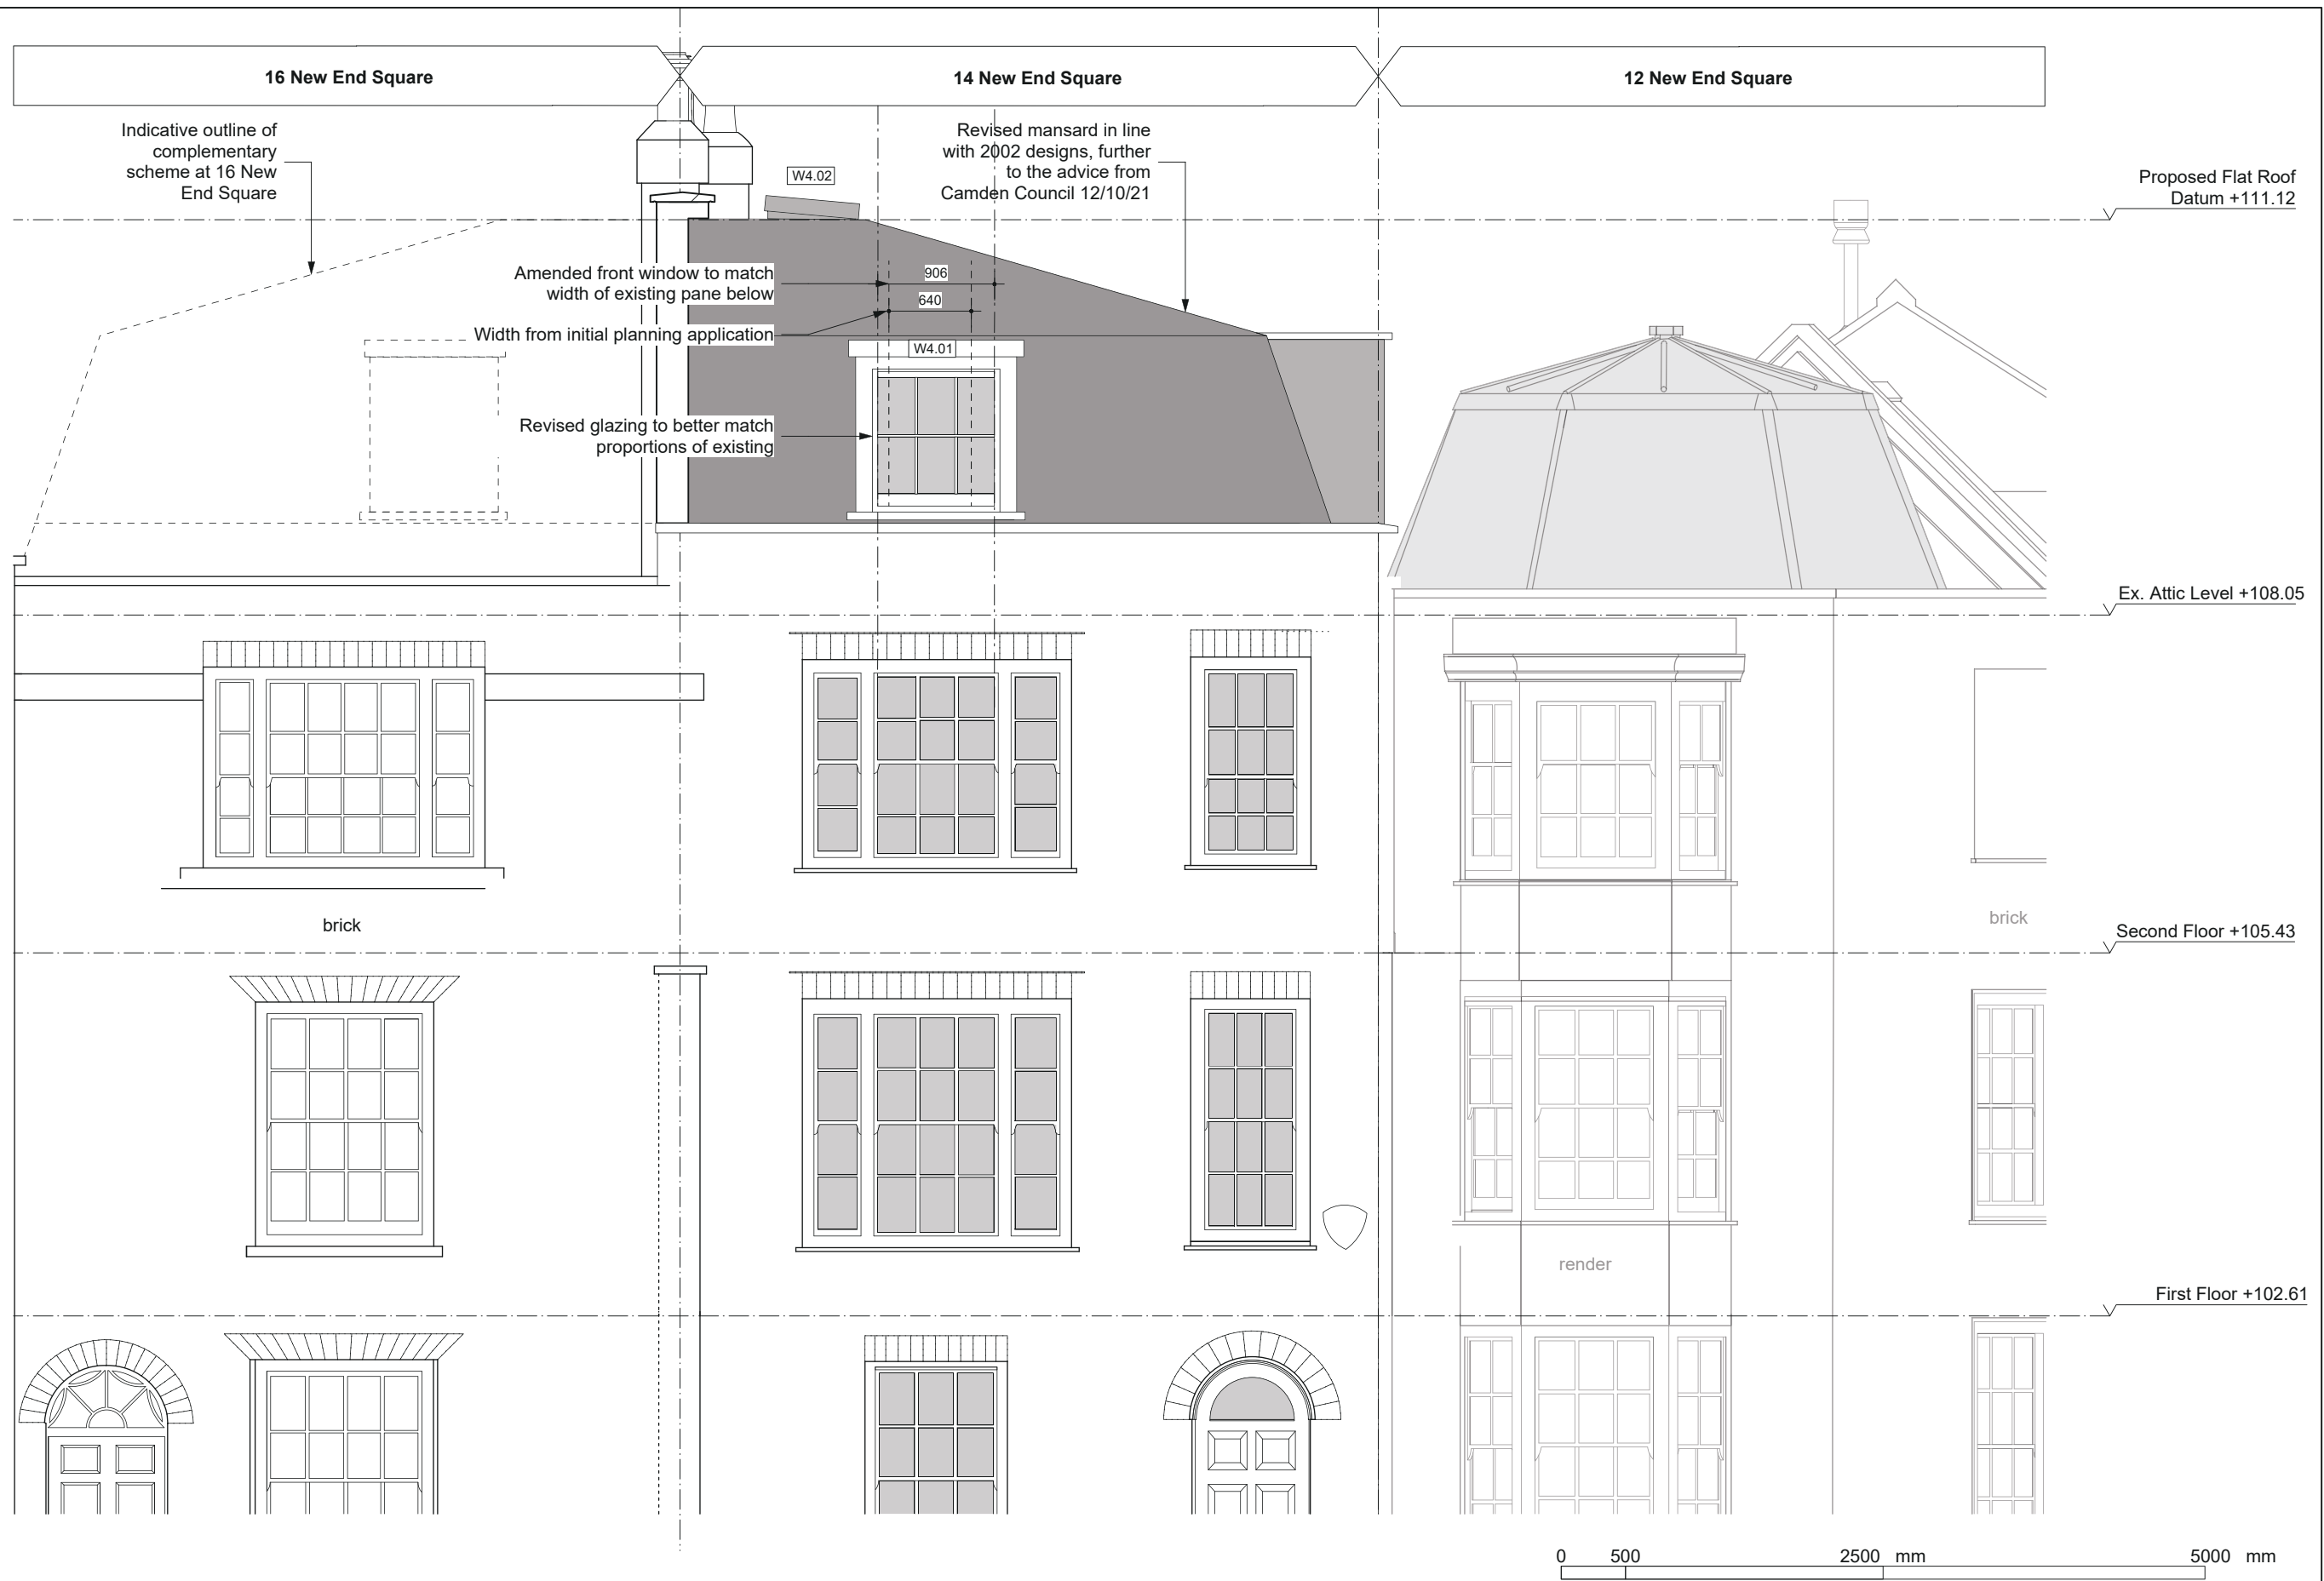 16 New End Square
14 New End Square
12 New End Square
Indicative outline of
complementary
scheme at 16 New
End Square
Revised mansard in line
with 2002 designs, further
to the advice from
Camden Council 12/10/21
W4.02
Proposed Flat Roof
Datum +111.12
Amended front window to match
width of existing pane below
906
640
Width from initial planning application
W4.01
Revised glazing to better match
proportions of existing
Ex. Attic Level +108.05
brick
brick
Second Floor +105.43
render
First Floor +102.61
0 500 2500 mm 5000 mm